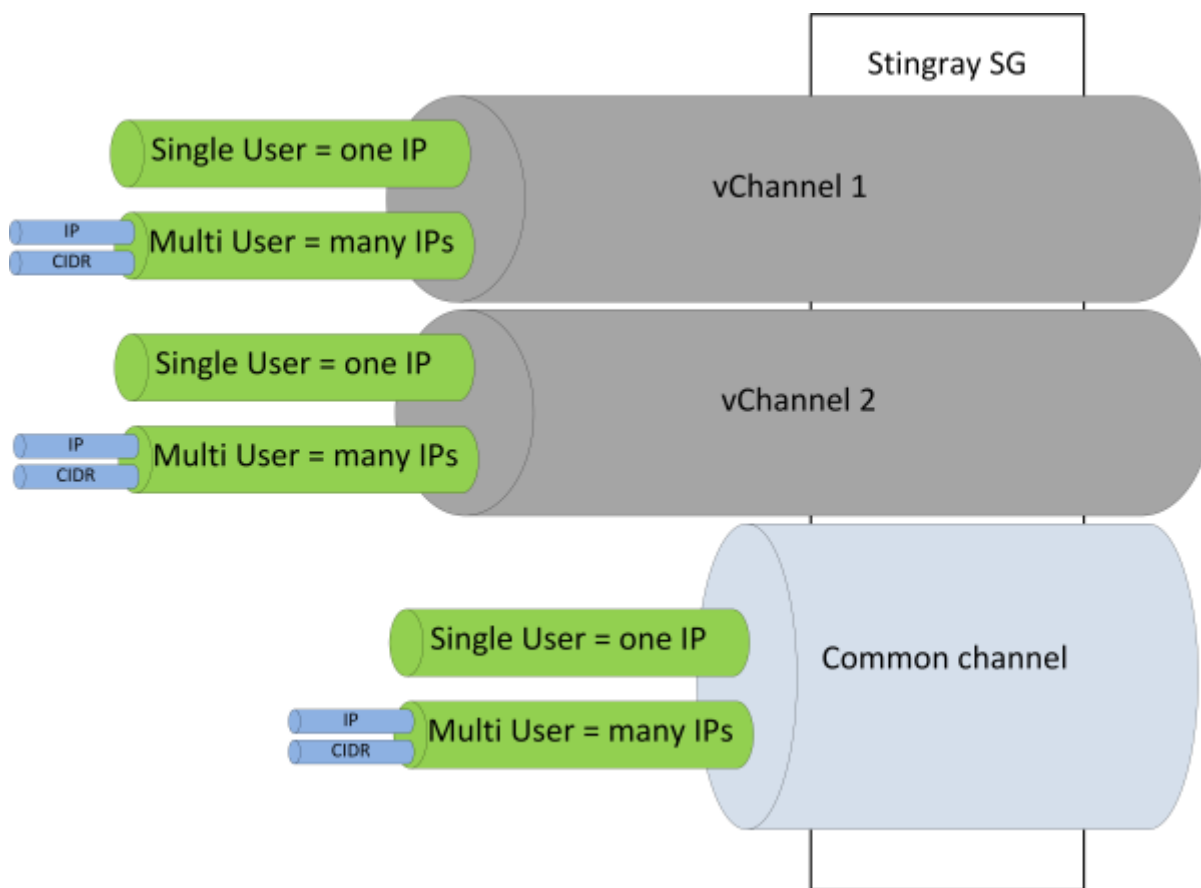 Stingray SG
Single User = one IP
vChannel 1
IP
CIDR
Multi User = many IPs
Single User = one IP
vChannel 2
IP
CIDR
Multi User = many IPs
Single User = one IP
Common channel
IP
CIDR
Multi User = many IPs